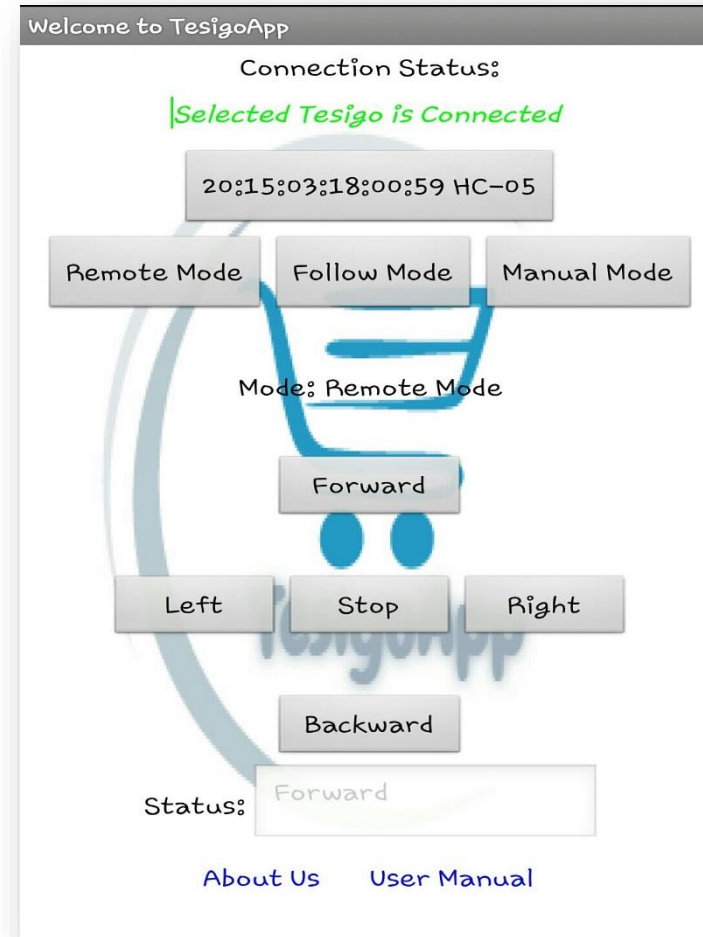 Welcome to TesigoApp
Connection Status:
Selected Tesigo is Connected
20:15:03:18:00:59 HC-05
Remote Mode Follow Mode Manual Mode
Mode: Remote Mode
Forward
Left Stop Right
TesigoApp
Backward
Status: Forward
About Us User Manual